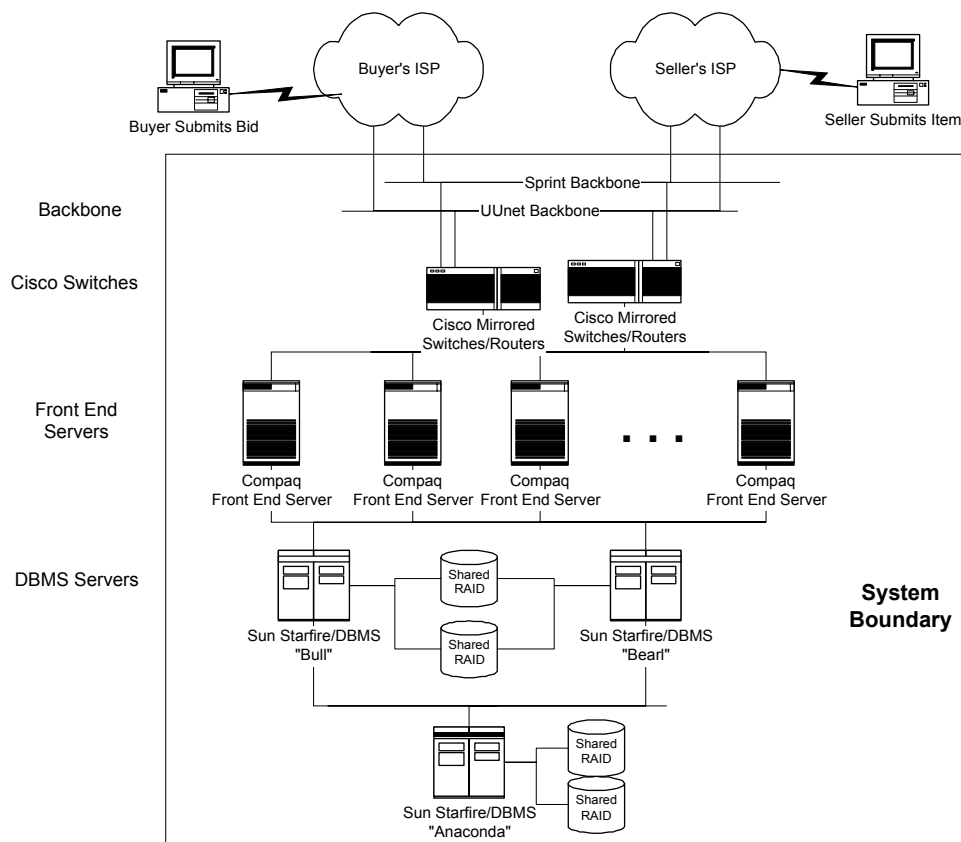 Buyer's ISP
Seller's ISP
Buyer Submits Bid
Seller Submits Item
Sprint Backbone
Backbone
UUnet Backbone
Cisco Switches
Cisco Mirrored
Switches/Routers
Cisco Mirrored
Switches/Routers
Front End
Servers
. . .
Compaq
Front End Server
Compaq
Front End Server
Compaq
Front End Server
Compaq
Front End Server
DBMS Servers
Shared
RAID
Shared
RAID
System
Boundary
Sun Starfire/DBMS
"Bull"
Sun Starfire/DBMS
"Bearl"
Shared
RAID
Shared
RAID
Sun Starfire/DBMS
"Anaconda"